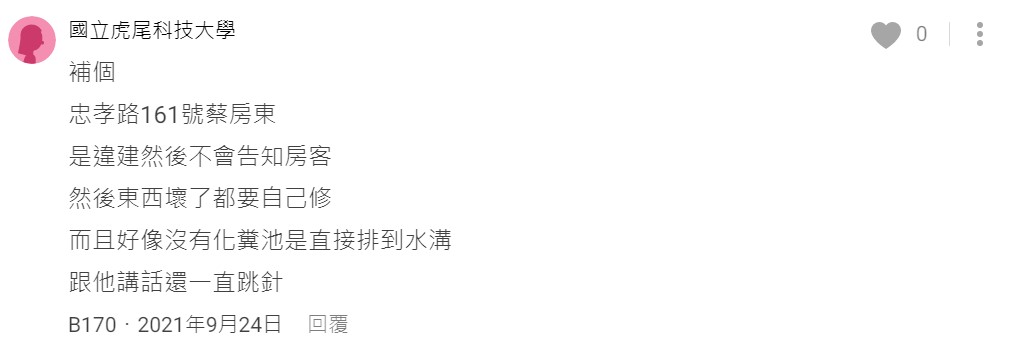 國立虎尾科技大學
0
補個
忠孝路161號蔡房東
是違建然後不會告知房客
然後東西壞了都要自己修
而且好像沒有化糞池是直接排到水溝
跟他講話還一直跳針
B170・2021年9月24日 回覆